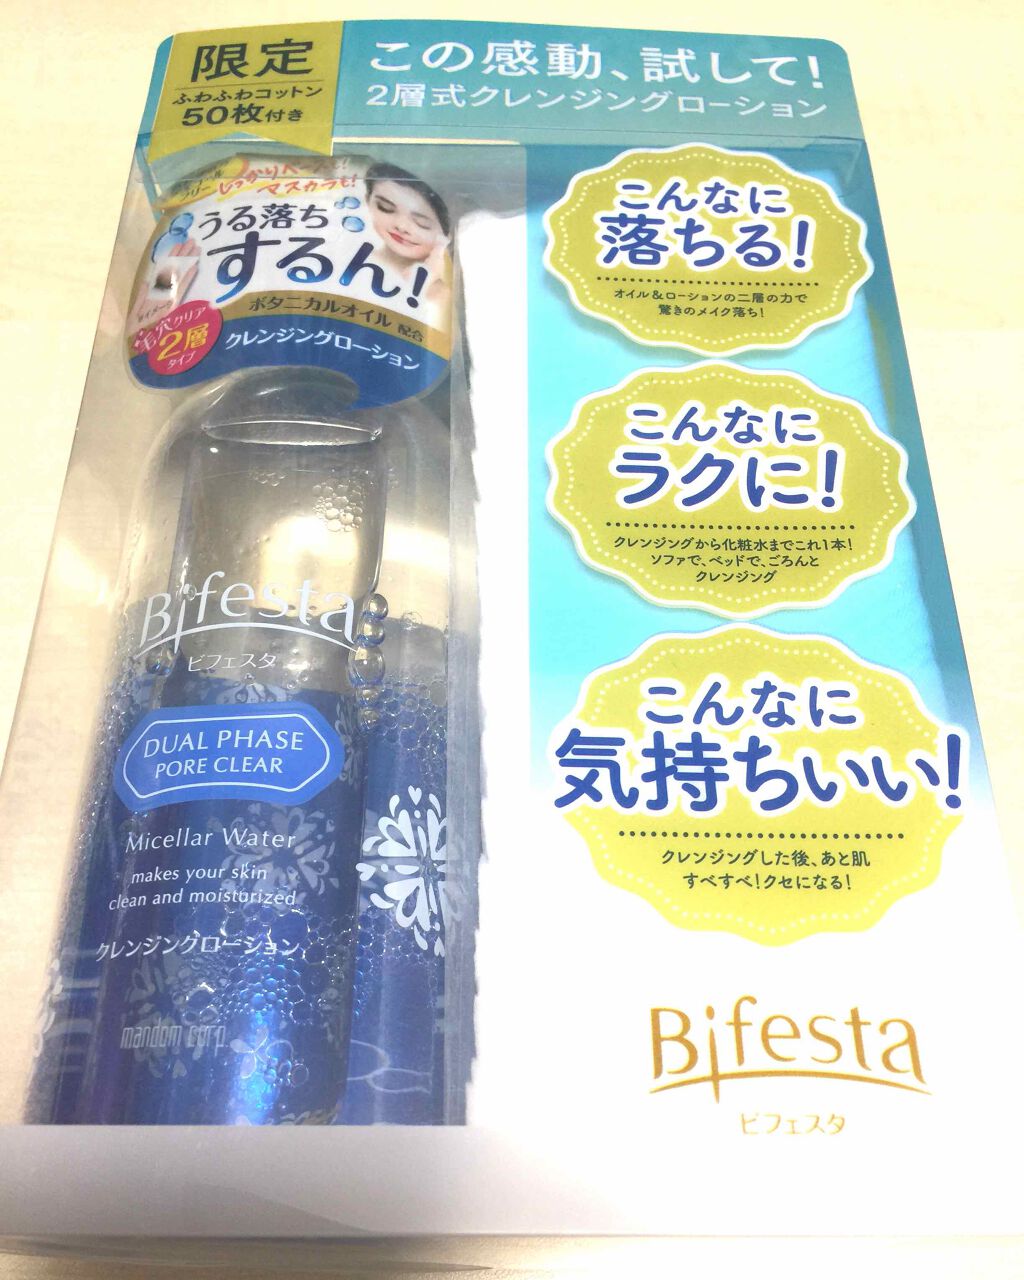 限定
ふわふわコットン
50枚付き
この感動、試して!
2層式クレンジングローション
フリー
しっかりベースも!
マスカラも!
うる落ち
するん!
ボタニカルオイル 配合
クレンジングローション
毛穴クリア
2層
タイプ
Bifesta
ビフェスタ
DUAL PHASE
PORE CLEAR
Micellar Water
makes your skin
clean and moisturized
クレンジングローション
mandom corp.
こんなに
落ちる!
オイル&ローションの二層の力で
驚きのメイク落ち!
こんなに
ラクに!
クレンジングから化粧水までこれ1本!
ソファで、ベッドで、ごろんと
クレンジング
こんなに
気持ちいい!
クレンジングした後、あと肌
すべすべ!クセになる!
Bifesta
ビフェスタ